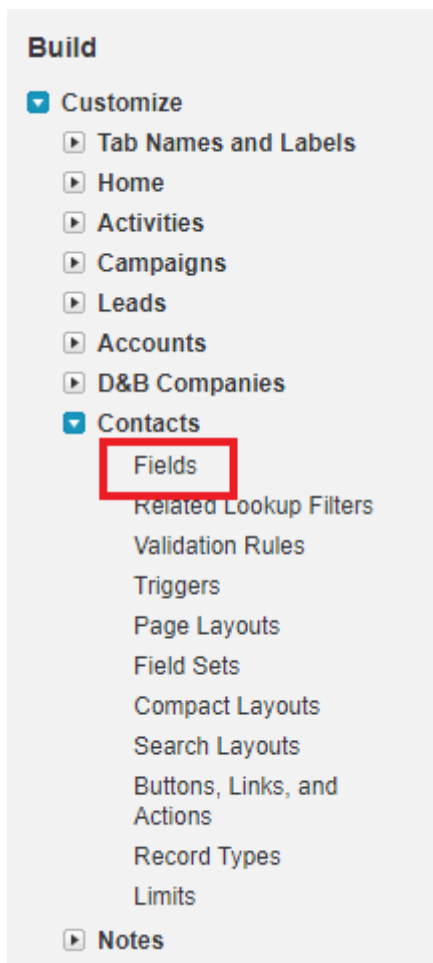 Build
Customize
Tab Names and Labels
Home
Activities
Campaigns
Leads
Accounts
D&B Companies
Contacts
Fields
Related Lookup Filters
Validation Rules
Triggers
Page Layouts
Field Sets
Compact Layouts
Search Layouts
Buttons, Links, and
Actions
Record Types
Limits
Notes